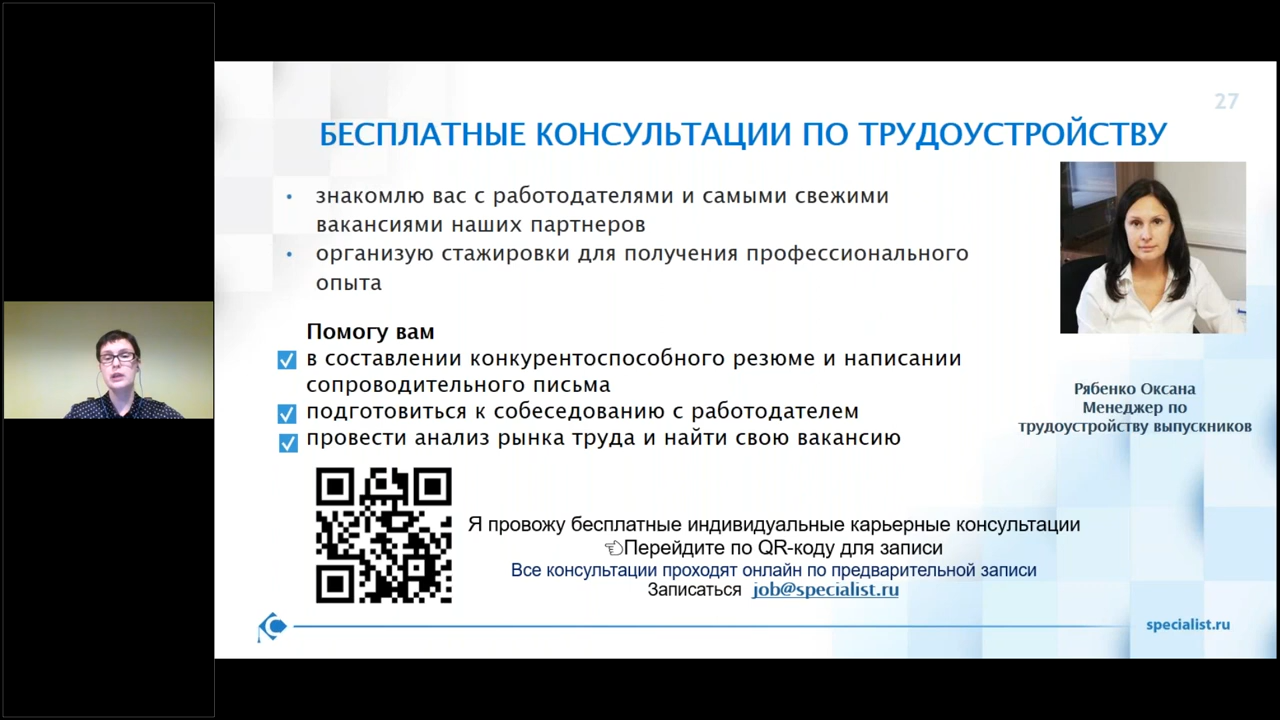 27
БЕСПЛАТНЫЕ КОНСУЛЬТАЦИИ ПО ТРУДОУСТРОЙСТВУ
• знакомлю вас с работодателями и самыми свежими
вакансиями наших партнеров
• организую стажировки для получения профессионального
опыта
Помогу вам
в составлении конкурентоспособного резюме и написании
сопроводительного письма
подготовиться к собеседованию с работодателем
провести анализ рынка труда и найти свою вакансию
Рябенко Оксана
Менеджер по
трудоустройству выпускников
Я провожу бесплатные индивидуальные карьерные консультации
Перейдите по QR-коду для записи
Все консультации проходят онлайн по предварительной записи
Записаться job@specialist.ru
specialist.ru